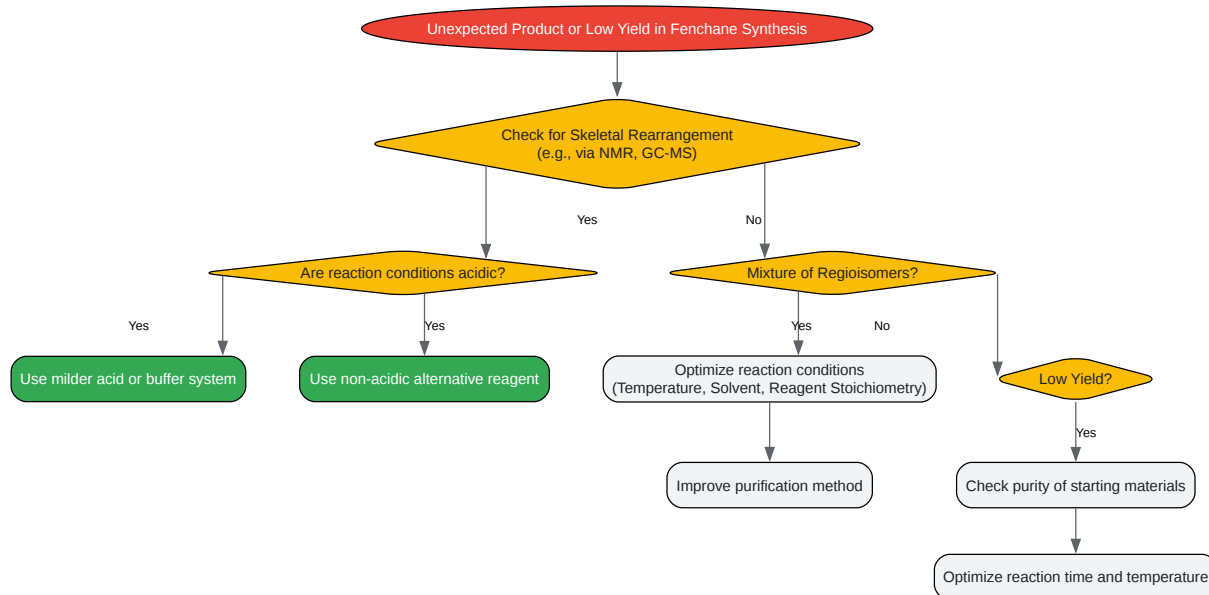 Unexpected Product or Low Yield in Fenchane Synthesis
Check for Skeletal Rearrangement
(e.g., via NMR, GC-MS)
Yes
No
Are reaction conditions acidic?
Mixture of Regioisomers?
Yes
Yes
Yes
No
Use milder acid or buffer system
Use non-acidic alternative reagent
Optimize reaction conditions
(Temperature, Solvent, Reagent Stoichiometry)
Low Yield?
Yes
Improve purification method
Check purity of starting materials
Optimize reaction time and temperature